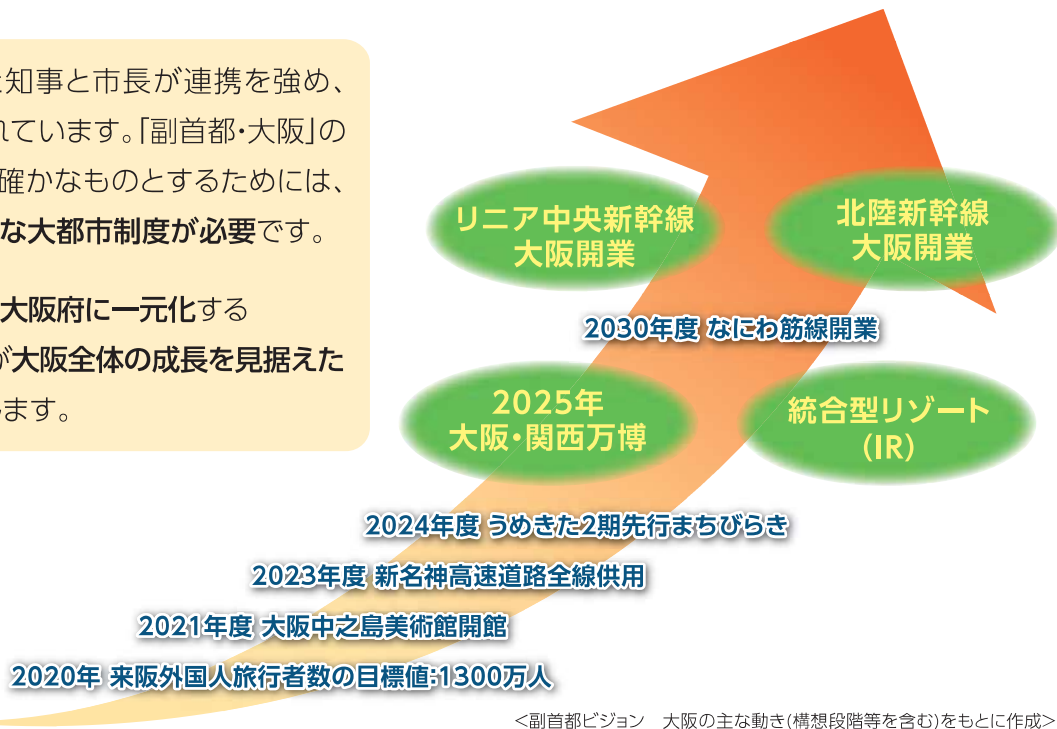 知事と市長が連携を強め、
れています。「副首都・大阪」の
確かなものとするためには、
な大都市制度が必要です。
大阪府に一元化する
が大阪全体の成長を見据えた
ます。
リニア中央新幹線
大阪開業
北陸新幹線
大阪開業
2030年度 なにわ筋線開業
2025年
大阪・関西万博
統合型リゾート
(IR)
2024年度 うめきた2期先行まちびらき
2023年度 新名神高速道路全線供用
2021年度 大阪中之島美術館開館
2020年 来阪外国人旅行者数の目標値:1300万人
<副首都ビジョン　大阪の主な動き(構想段階等を含む)をもとに作成>